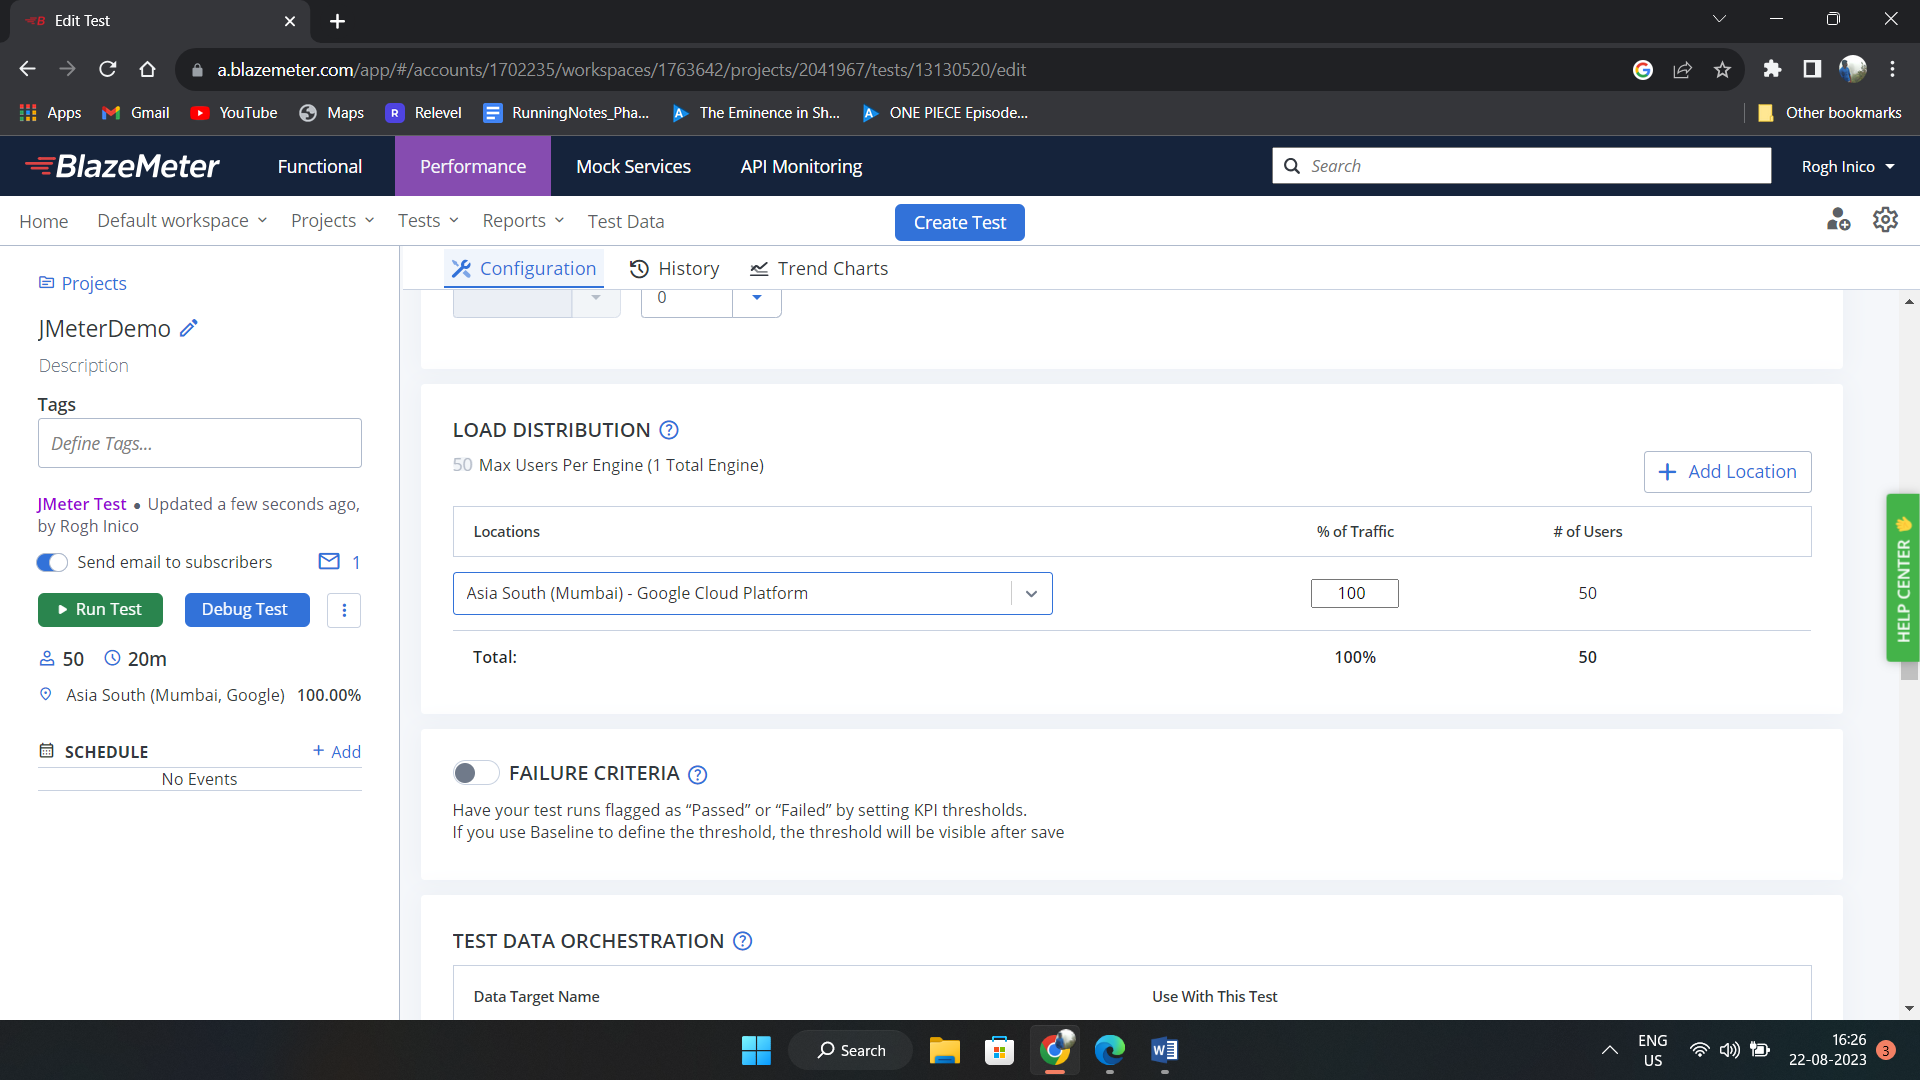 Edit Test
a.blazemeter.com/app/#/accounts/1702235/workspaces/1763642/projects/2041967/tests/13130520/edit
Apps Gmail YouTube Maps R Relevel RunningNotes_Pha... The Eminence in Sh... ONE PIECE Episode... Other bookmarks
BlazeMeter Functional Performance Mock Services API Monitoring Search Rogh Inico
Home Default workspace Projects Tests Reports Test Data Create Test
Projects
JMeterDemo
Description
Tags
Define Tags...
JMeter Test • Updated a few seconds ago,
by Rogh Inico
Send email to subscribers 1
Run Test Debug Test
50 20m
Asia South (Mumbai, Google) 100.00%
SCHEDULE + Add
No Events
Configuration History Trend Charts
0
LOAD DISTRIBUTION ?
50 Max Users Per Engine (1 Total Engine)
+ Add Location
Locations % of Traffic # of Users
Asia South (Mumbai) - Google Cloud Platform 100 50
Total: 100% 50
FAILURE CRITERIA ?
Have your test runs flagged as “Passed” or “Failed” by setting KPI thresholds.
If you use Baseline to define the threshold, the threshold will be visible after save
TEST DATA ORCHESTRATION ?
Data Target Name Use With This Test
HELP CENTER
Search
ENG
US
16:26
22-08-2023
3